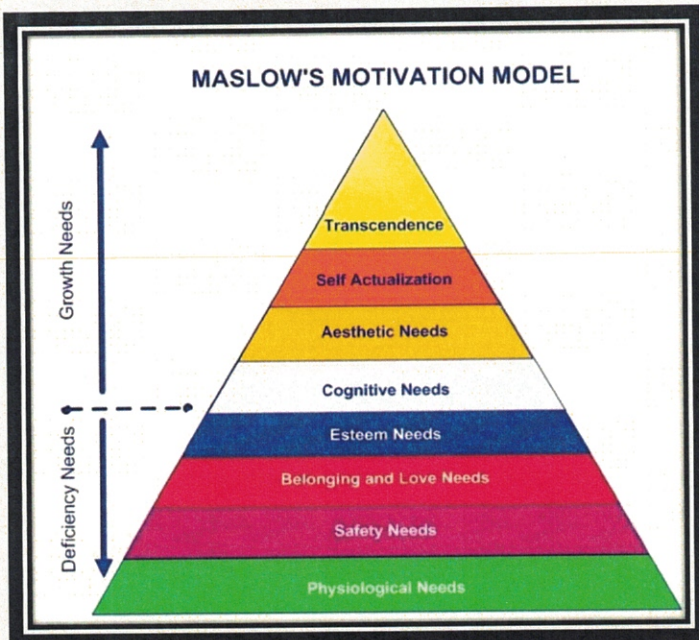 MASLOW'S MOTIVATION MODEL
Growth Needs
Deficiency Needs
Transcendence
Self Actualization
Aesthetic Needs
Cognitive Needs
Esteem Needs
Belonging and Love Needs
Safety Needs
Physiological Needs